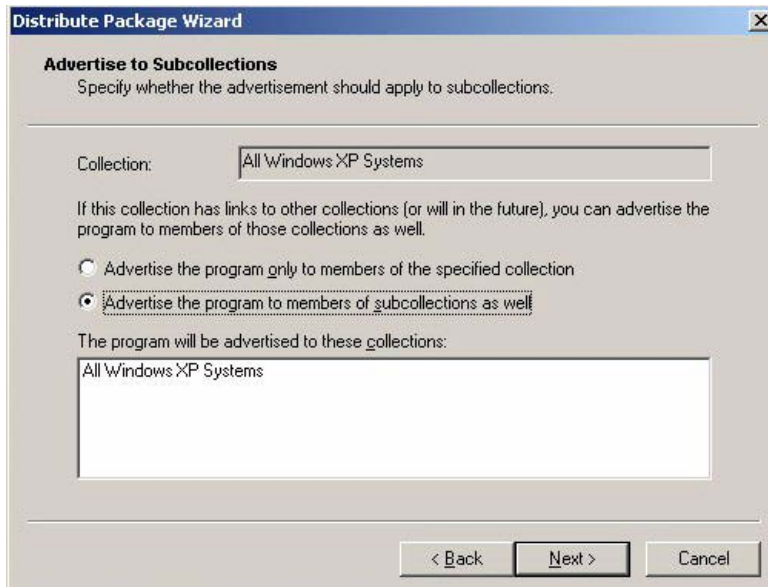 Distribute Package Wizard
Advertise to Subcollections
Specify whether the advertisement should apply to subcollections.
Collection:
All Windows XP Systems
If this collection has links to other collections (or will in the future), you can advertise the
program to members of those collections as well.
Advertise the program only to members of the specified collection
Advertise the program to members of subcollections as well
The program will be advertised to these collections:
All Windows XP Systems
< Back
Next >
Cancel